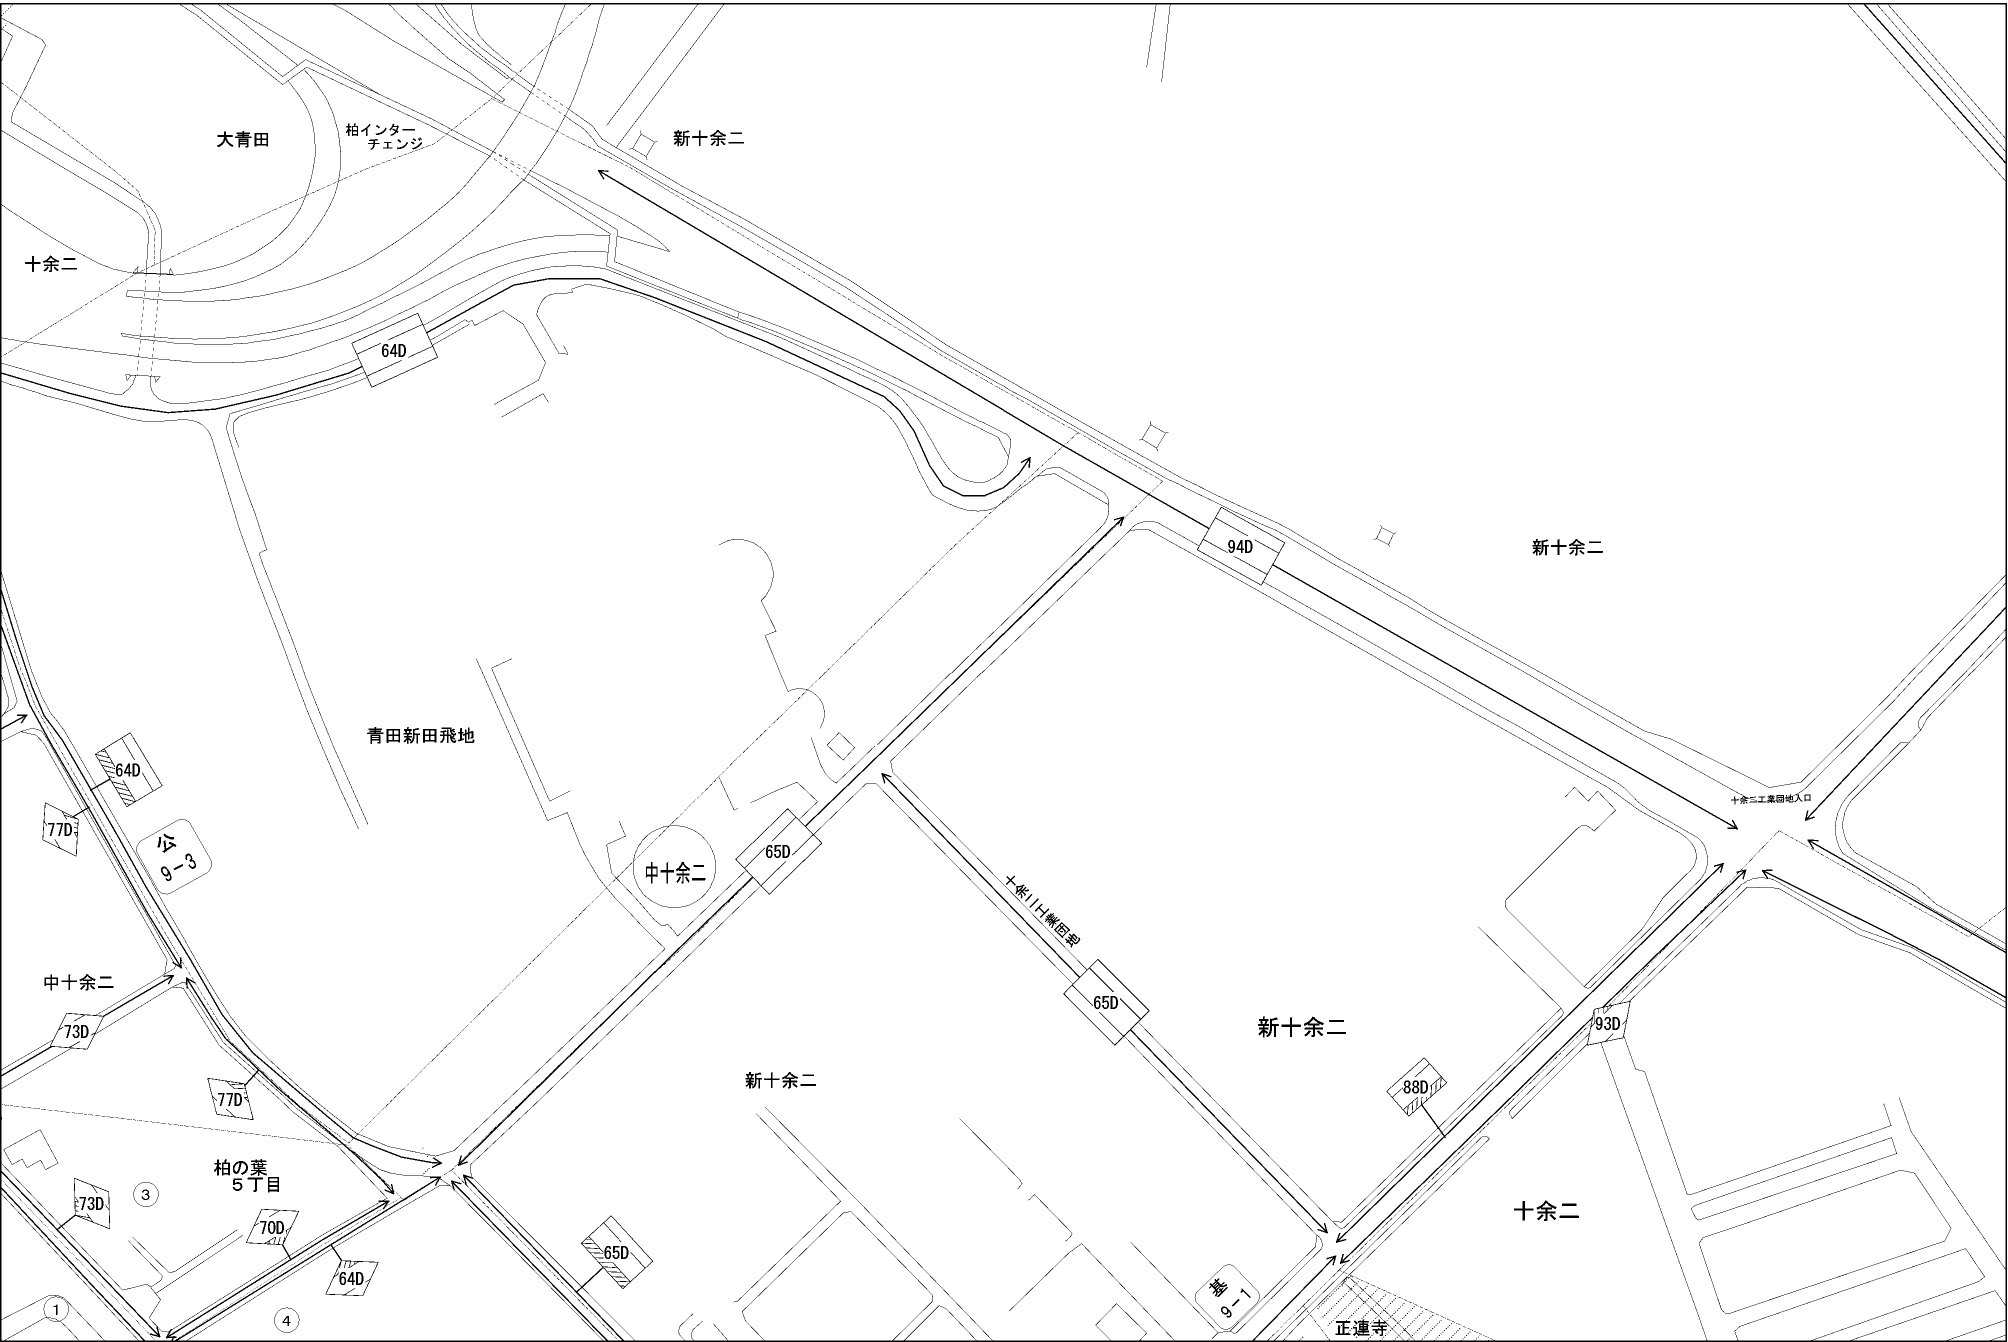 大青田
柏インター
チェンジ
新十余二
十余二
64D
94D
新十余二
青田新田飛地
64D
77D
公
9-3
65D
中十余二
十余二工業団地入口
十余二工業団地
中十余二
73D
65D
新十余二
93D
77D
新十余二
88D
柏の葉
5丁目
3
73D
70D
64D
65D
十余二
基
9-1
1
4
正連寺